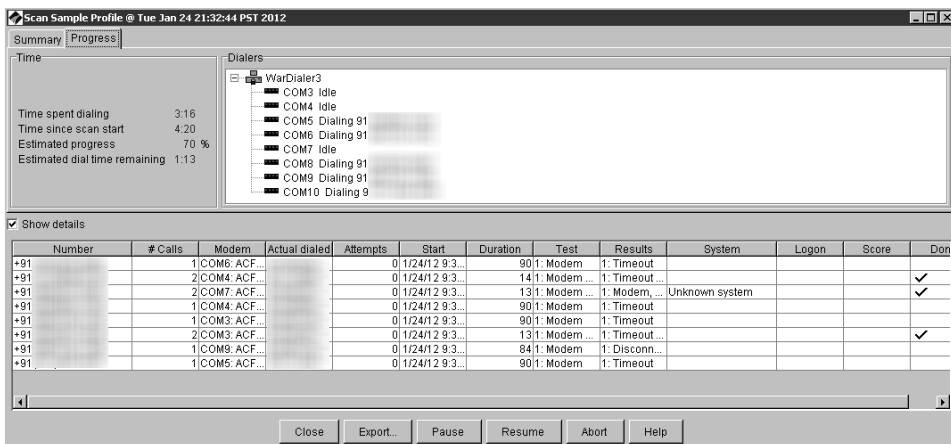 Scan Sample Profile @ Tue Jan 24 21:32:44 PST 2012
Summary Progress
Time
Time spent dialing 3:16
Time since scan start 4:20
Estimated progress 70 %
Estimated dial time remaining 1:13
Dialers
WarDialer3
COM3 Idle
COM4 Idle
COM5 Dialing 91
COM6 Dialing 91
COM7 Idle
COM8 Dialing 91
COM9 Dialing 91
COM10 Dialing 9
Show details
Number # Calls Modem Actual dialed Attempts Start Duration Test Results System Logon Score Don
+91 1 COM6: ACF... 0 1/24/12 9:3... 90 1: Modem 1: Timeout
+91 2 COM4: ACF... 0 1/24/12 9:3... 14 1: Modem ... 1: Timeout ...
+91 2 COM7: ACF... 0 1/24/12 9:3... 13 1: Modem ... 1: Modem, ... Unknown system
+91 1 COM4: ACF... 0 1/24/12 9:3... 90 1: Modem 1: Timeout
+91 1 COM3: ACF... 0 1/24/12 9:3... 90 1: Modem 1: Timeout
+91 2 COM3: ACF... 0 1/24/12 9:3... 13 1: Modem ... 1: Timeout ...
+91 1 COM9: ACF... 0 1/24/12 9:3... 84 1: Modem 1: Disconn...
+91 1 COM5: ACF... 0 1/24/12 9:3... 90 1: Modem 1: Timeout
Close Export... Pause Resume Abort Help